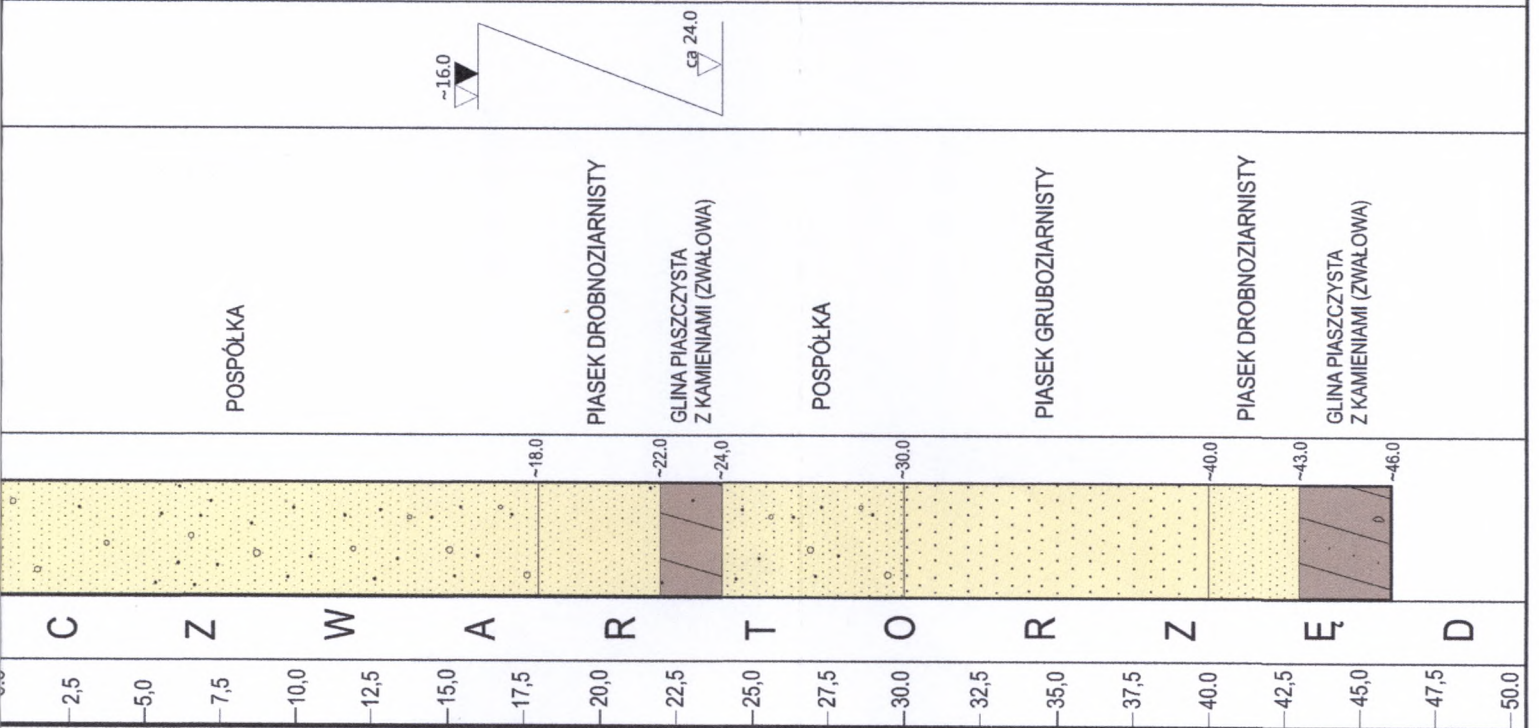 ~16.0
ca 24.0
POSPÓŁKA
PIASEK DROBNOZIARNISTY
GLINA PIASZCZYSTA
Z KAMIENIAMI (ZWAŁOWA)
POSPÓŁKA
PIASEK GRUBOZIARNISTY
PIASEK DROBNOZIARNISTY
GLINA PIASZCZYSTA
Z KAMIENIAMI (ZWAŁOWA)
~18.0
~22.0
~24,0
~30.0
~40.0
~43.0
~46.0
C Z W A R T O R Z Ę D
2,5
5,0
7,5
10,0
12,5
15,0
17,5
20,0
22,5
25,0
27,5
30.0
32,5
35,0
37,5
40.0
42,5
45,0
47,5
50.0